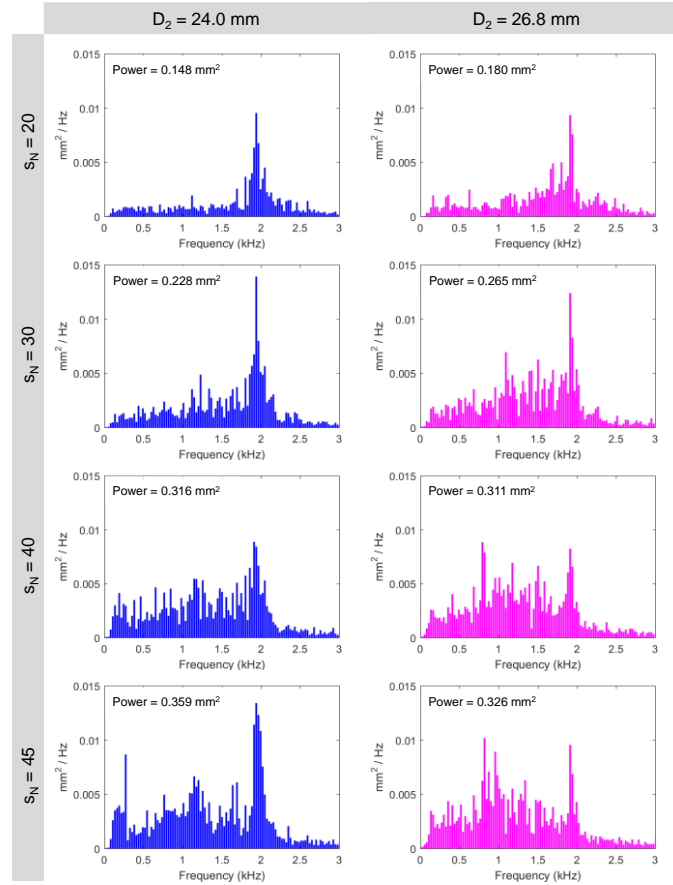 D₂ = 24.0 mm
D₂ = 26.8 mm
s_N = 20
Power = 0.148 mm²
0.015
0.01
0.005
0
mm² / Hz
0 0.5 1 1.5 2 2.5 3
Frequency (kHz)
Power = 0.180 mm²
0.015
0.01
0.005
0
mm² / Hz
0 0.5 1 1.5 2 2.5 3
Frequency (kHz)
s_N = 30
Power = 0.228 mm²
0.015
0.01
0.005
0
mm² / Hz
0 0.5 1 1.5 2 2.5 3
Frequency (kHz)
Power = 0.265 mm²
0.015
0.01
0.005
0
mm² / Hz
0 0.5 1 1.5 2 2.5 3
Frequency (kHz)
s_N = 40
Power = 0.316 mm²
0.015
0.01
0.005
0
mm² / Hz
0 0.5 1 1.5 2 2.5 3
Frequency (kHz)
Power = 0.311 mm²
0.015
0.01
0.005
0
mm² / Hz
0 0.5 1 1.5 2 2.5 3
Frequency (kHz)
s_N = 45
Power = 0.359 mm²
0.015
0.01
0.005
0
mm² / Hz
0 0.5 1 1.5 2 2.5 3
Frequency (kHz)
Power = 0.326 mm²
0.015
0.01
0.005
0
mm² / Hz
0 0.5 1 1.5 2 2.5 3
Frequency (kHz)